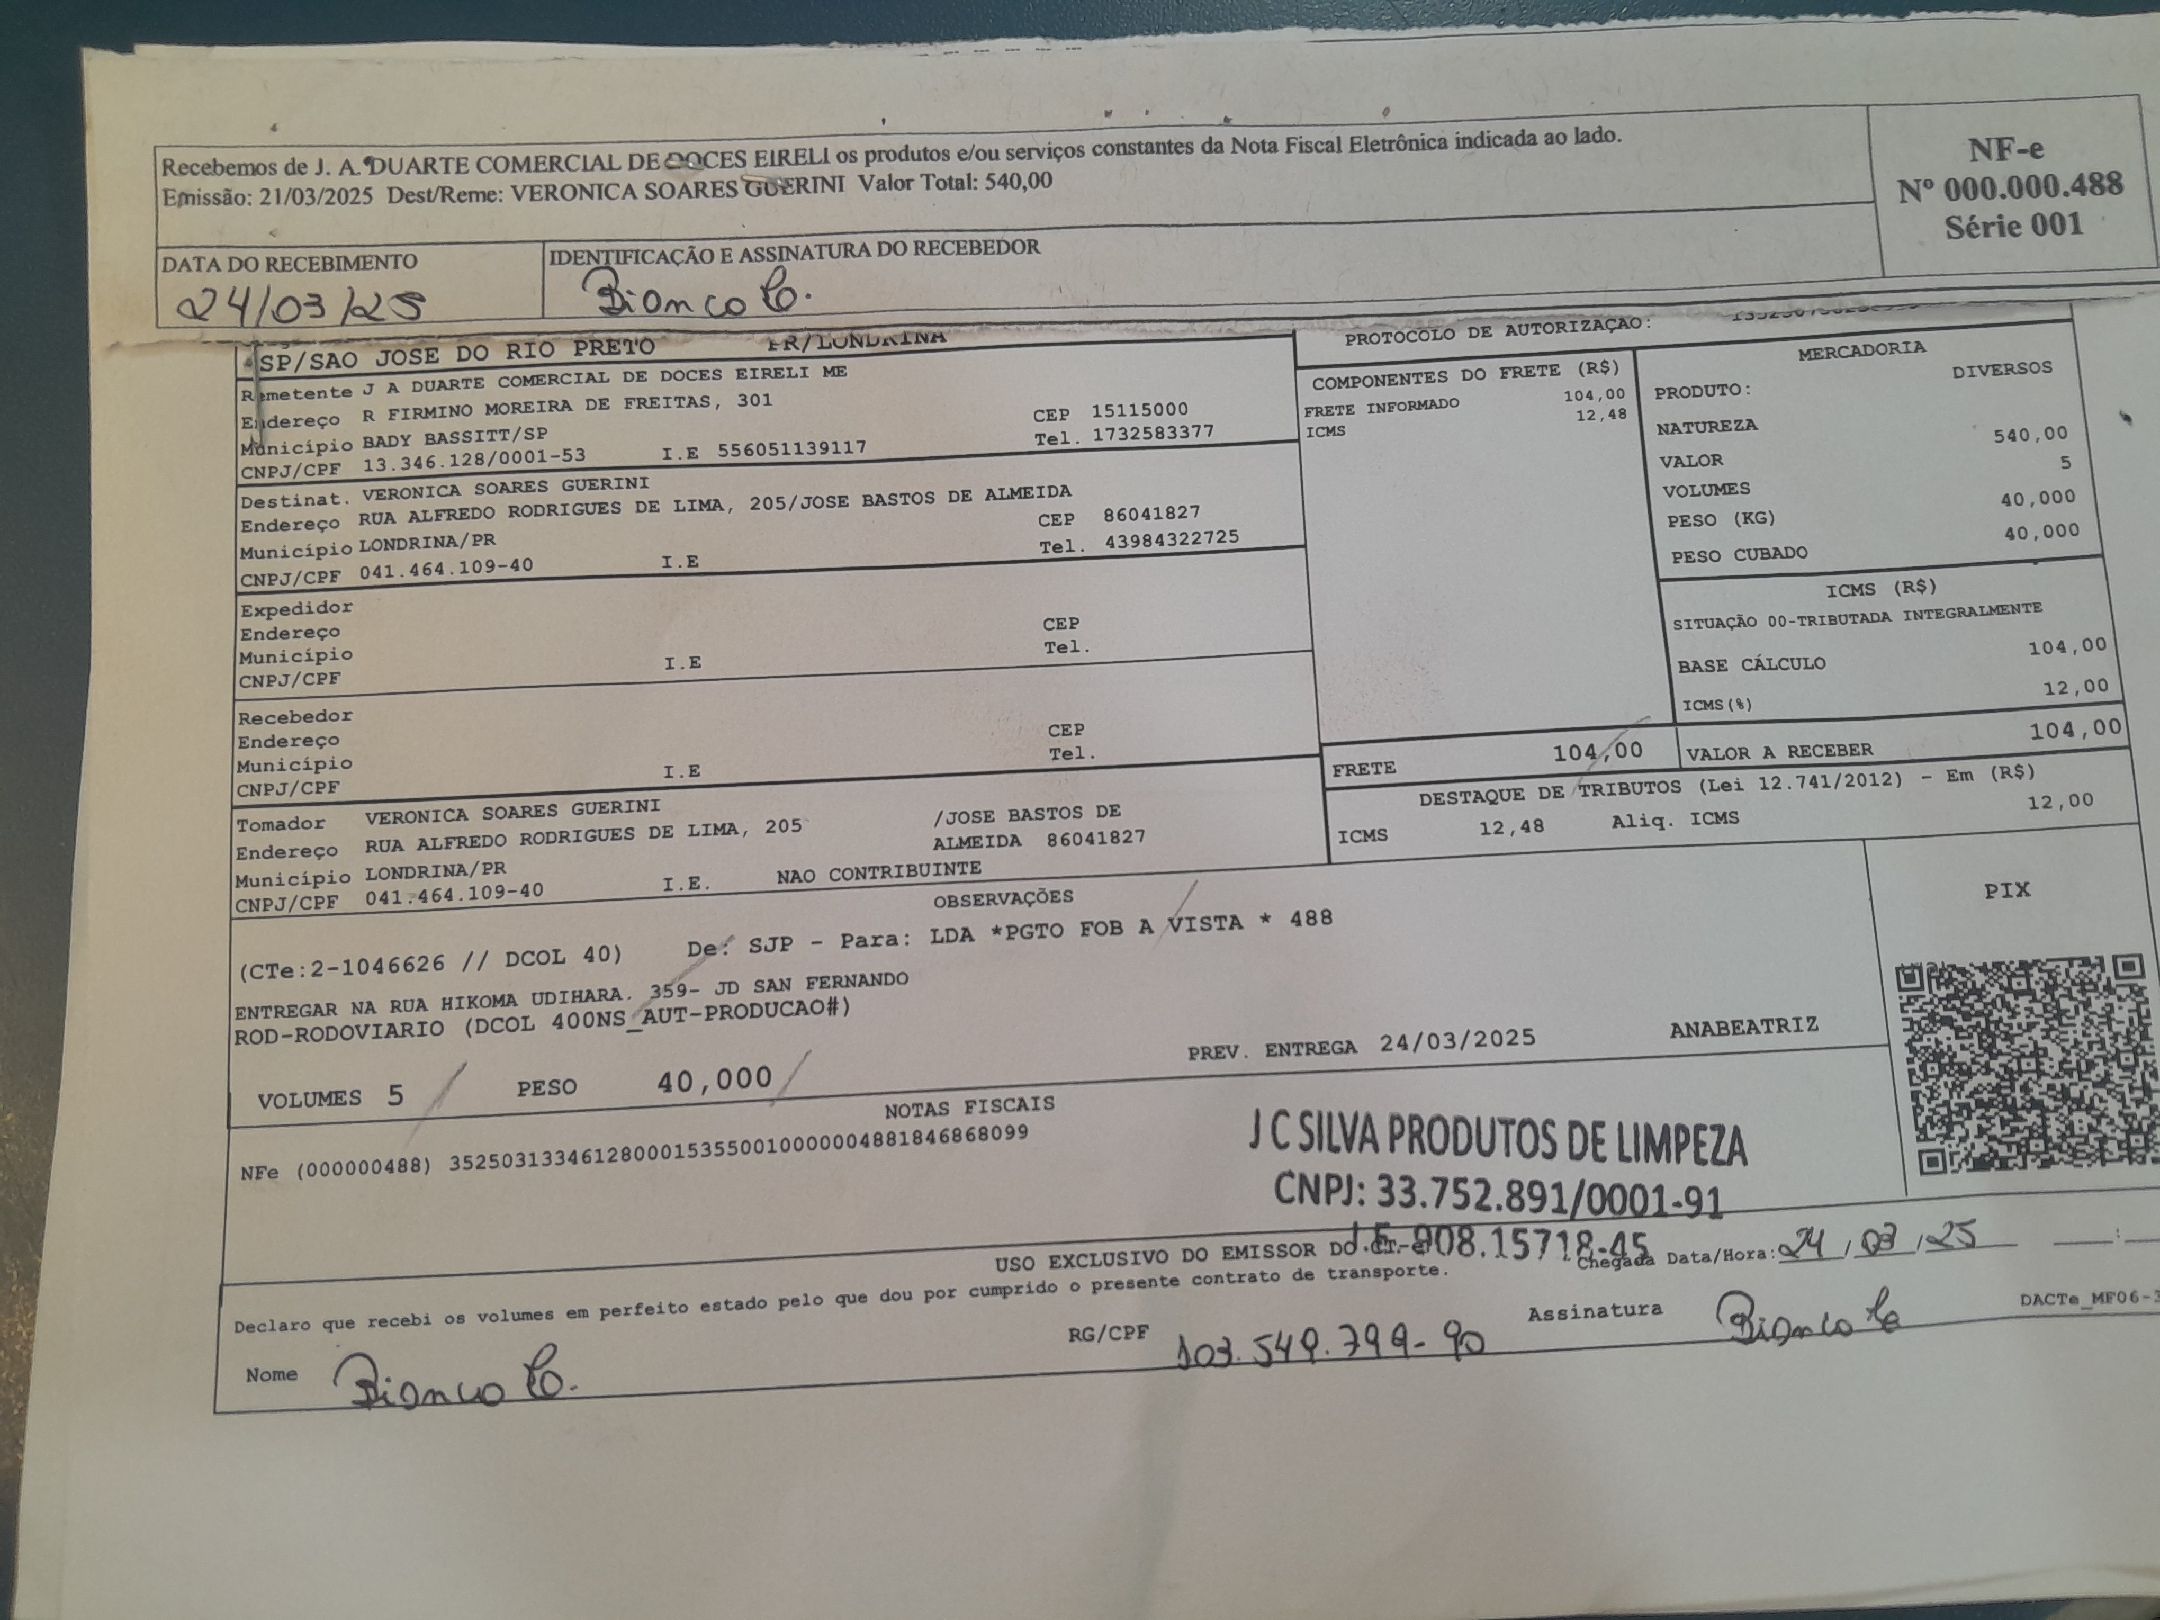 Recebemos de J. A. DUARTE COMERCIAL DE DOCES EIRELI os produtos e/ou serviços constantes da Nota Fiscal Eletrônica indicada ao lado.
Emissão: 21/03/2025 Dest/Reme: VERONICA SOARES GUERINI Valor Total: 540,00
NF-e
Nº 000.000.488
Série 001
DATA DO RECEBIMENTO
24/03/25
IDENTIFICAÇÃO E ASSINATURA DO RECEBEDOR
SP/SAO JOSE DO RIO PRETO PR/LONDRINA
PROTOCOLO DE AUTORIZAÇÃO:
Remetente J A DUARTE COMERCIAL DE DOCES EIRELI ME
Endereço R FIRMINO MOREIRA DE FREITAS, 301 CEP 15115000
Município BADY BASSITT/SP Tel. 1732583377
CNPJ/CPF 13.346.128/0001-53 I.E 556051139117
Destinat. VERONICA SOARES GUERINI
Endereço RUA ALFREDO RODRIGUES DE LIMA, 205/JOSE BASTOS DE ALMEIDA
CEP 86041827
Município LONDRINA/PR Tel. 43984322725
CNPJ/CPF 041.464.109-40 I.E
Expedidor
Endereço CEP
Município Tel.
CNPJ/CPF I.E
Recebedor
Endereço CEP
Município Tel.
CNPJ/CPF I.E
Tomador VERONICA SOARES GUERINI /JOSE BASTOS DE
Endereço RUA ALFREDO RODRIGUES DE LIMA, 205 ALMEIDA 86041827
Município LONDRINA/PR
CNPJ/CPF 041.464.109-40 I.E. NAO CONTRIBUINTE
COMPONENTES DO FRETE (R$)
FRETE INFORMADO 104,00
ICMS 12,48
MERCADORIA
PRODUTO: DIVERSOS
NATUREZA
VALOR 540,00
VOLUMES 5
PESO (KG) 40,000
PESO CUBADO 40,000
ICMS (R$)
SITUAÇÃO 00-TRIBUTADA INTEGRALMENTE
BASE CÁLCULO 104,00
ICMS(%) 12,00
FRETE 104,00 VALOR A RECEBER 104,00
DESTAQUE DE TRIBUTOS (Lei 12.741/2012) - Em (R$)
ICMS 12,48 Aliq. ICMS 12,00
OBSERVAÇÕES
(CTe:2-1046626 // DCOL 40) De: SJP - Para: LDA *PGTO FOB A VISTA * 488
ENTREGAR NA RUA HIKOMA UDIHARA. 359- JD SAN FERNANDO
ROD-RODOVIARIO (DCOL 400NS_AUT-PRODUCAO#)
PIX
VOLUMES 5 PESO 40,000 PREV. ENTREGA 24/03/2025 ANABEATRIZ
NOTAS FISCAIS
NFe (000000488) 35250313346128000153550010000004881846868099
J C SILVA PRODUTOS DE LIMPEZA
CNPJ: 33.752.891/0001-91
I.E. 908.15718-45
USO EXCLUSIVO DO EMISSOR DO CT-e
Chegada Data/Hora: 24/03/25 __:
Declaro que recebi os volumes em perfeito estado pelo que dou por cumprido o presente contrato de transporte.
Nome RG/CPF 103.549.799-90 Assinatura